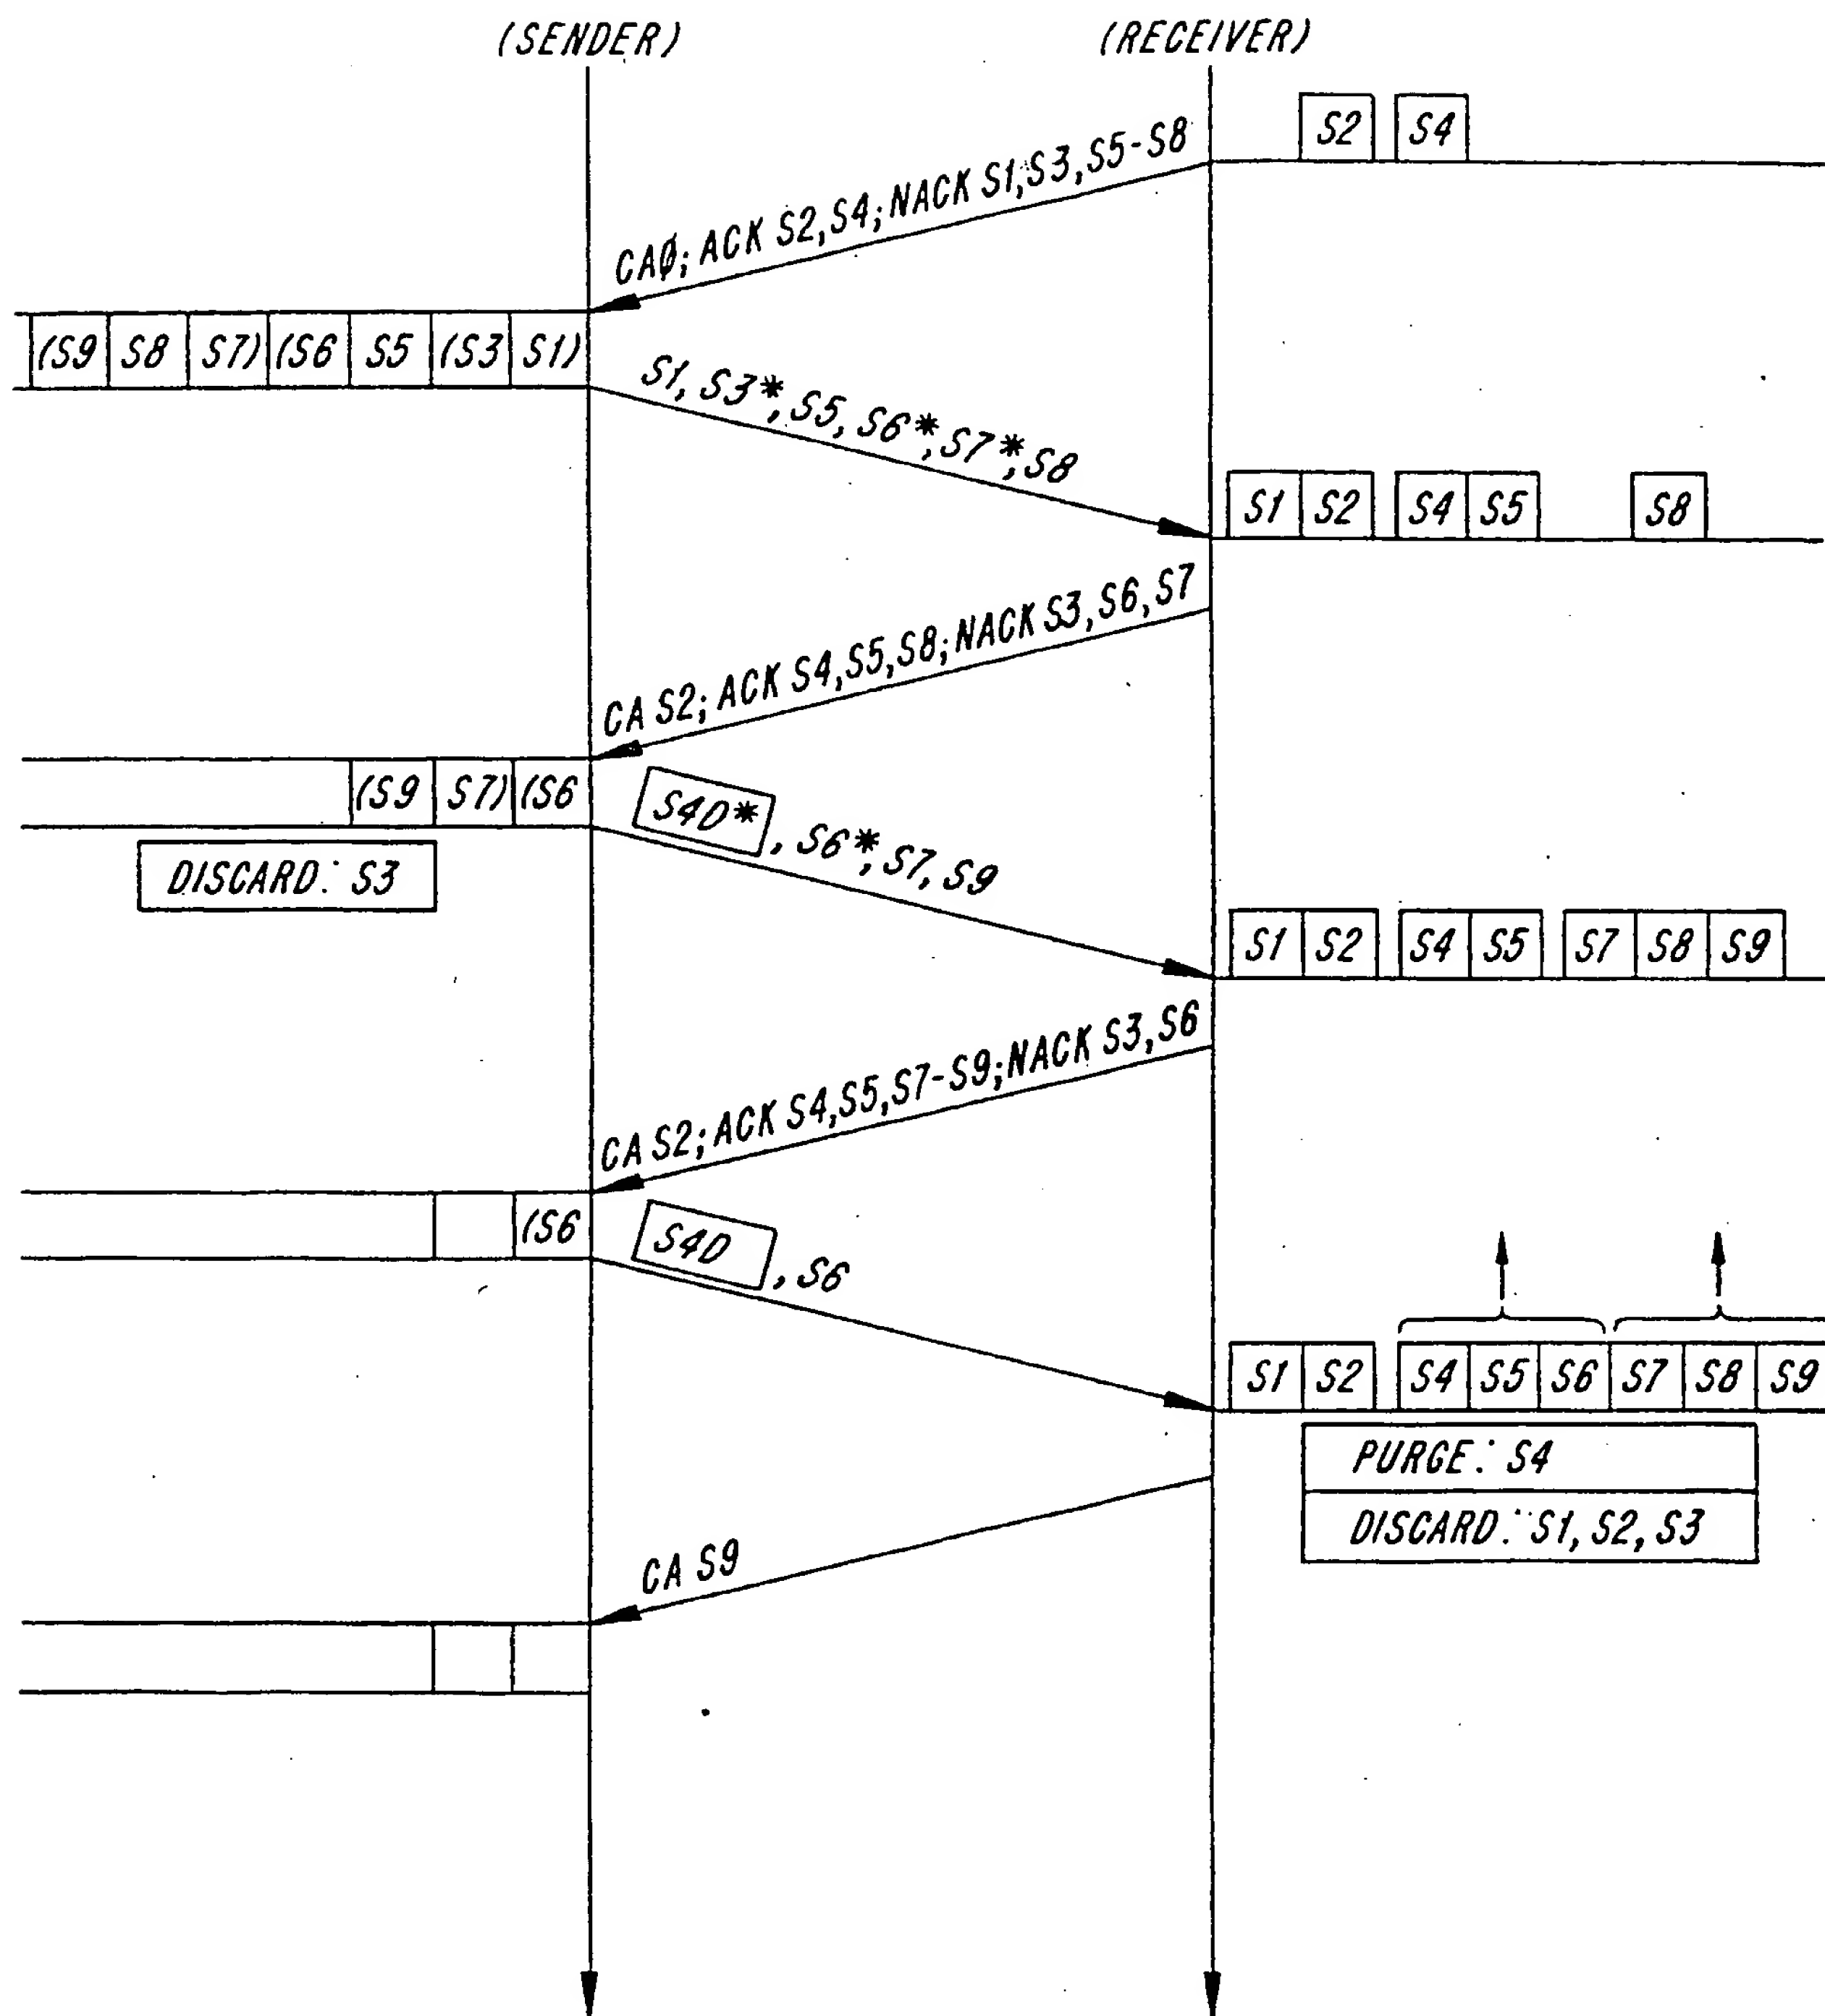 (SENDER)
(RECEIVER)
S2 S4
CAØ; ACK S2,S4; NACK S1,S3,S5-S8
(S9 S8 S7) (S6 S5 (S3 S1)
S1, S3*, S5, S6*, S7*, S8
S1 S2 S4 S5 S8
CA S2; ACK S4,S5,S8; NACK S3,S6,S7
(S9 S7) (S6
S4D*, S6*, S7, S9
DISCARD: S3
S1 S2 S4 S5 S7 S8 S9
CA S2; ACK S4,S5,S7-S9; NACK S3,S6
(S6
S4D, S6
S1 S2 S4 S5 S6 S7 S8 S9
PURGE: S4
DISCARD: S1, S2, S3
CA S9